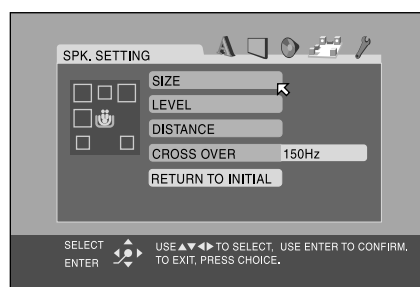 SPK. SETTING
SIZE
LEVEL
DISTANCE
CROSS OVER 150Hz
RETURN TO INITIAL
SELECT
ENTER
USE▲▼◀▶TO SELECT, USE ENTER TO CONFIRM.
TO EXIT, PRESS CHOICE.